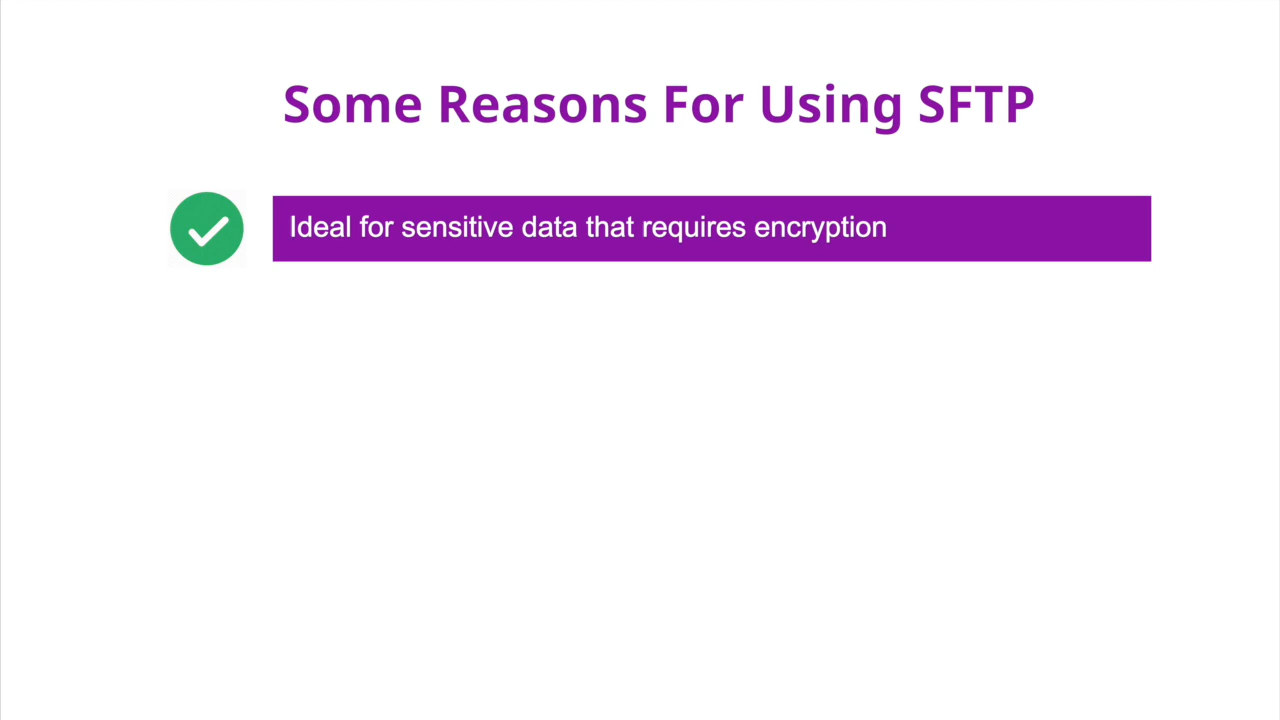 Some Reasons For Using SFTP
Ideal for sensitive data that requires encryption